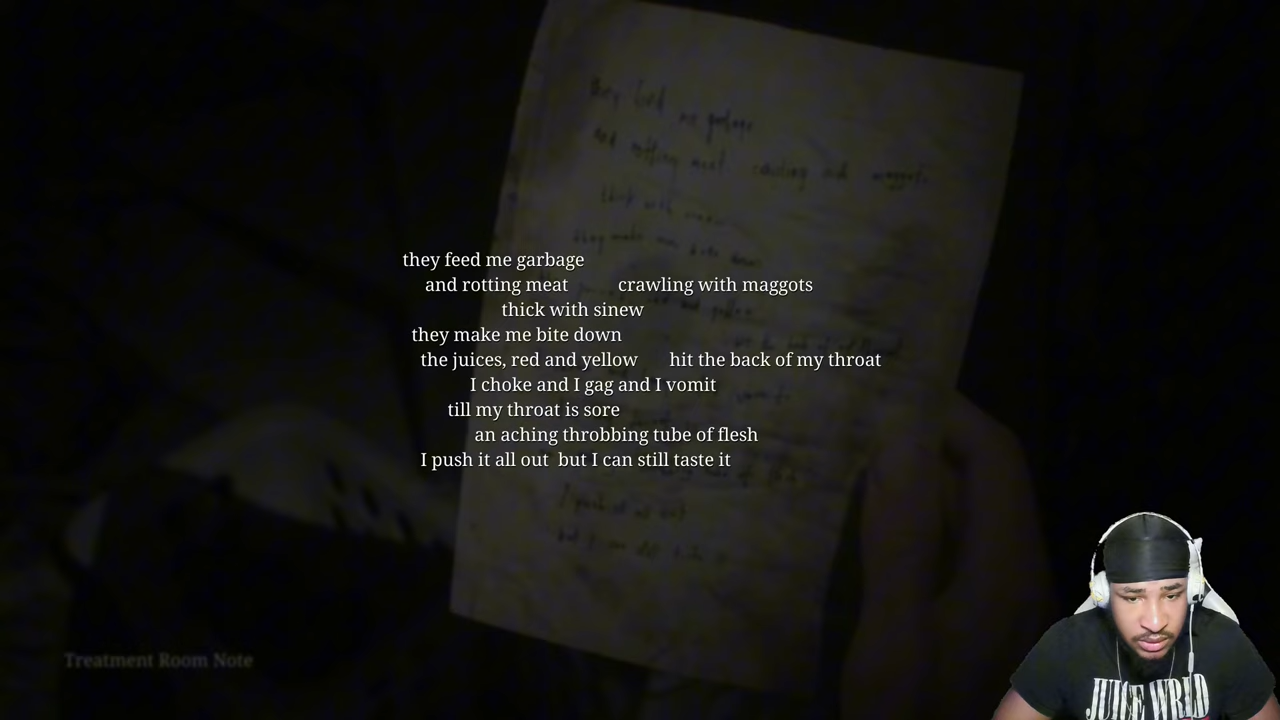 they feed me garbage
and rotting meat crawling with maggots
thick with sinew
they make me bite down
the juices, red and yellow hit the back of my throat
I choke and I gag and I vomit
till my throat is sore
an aching throbbing tube of flesh
I push it all out but I can still taste it
Treatment Room Note
JUICE WRLD